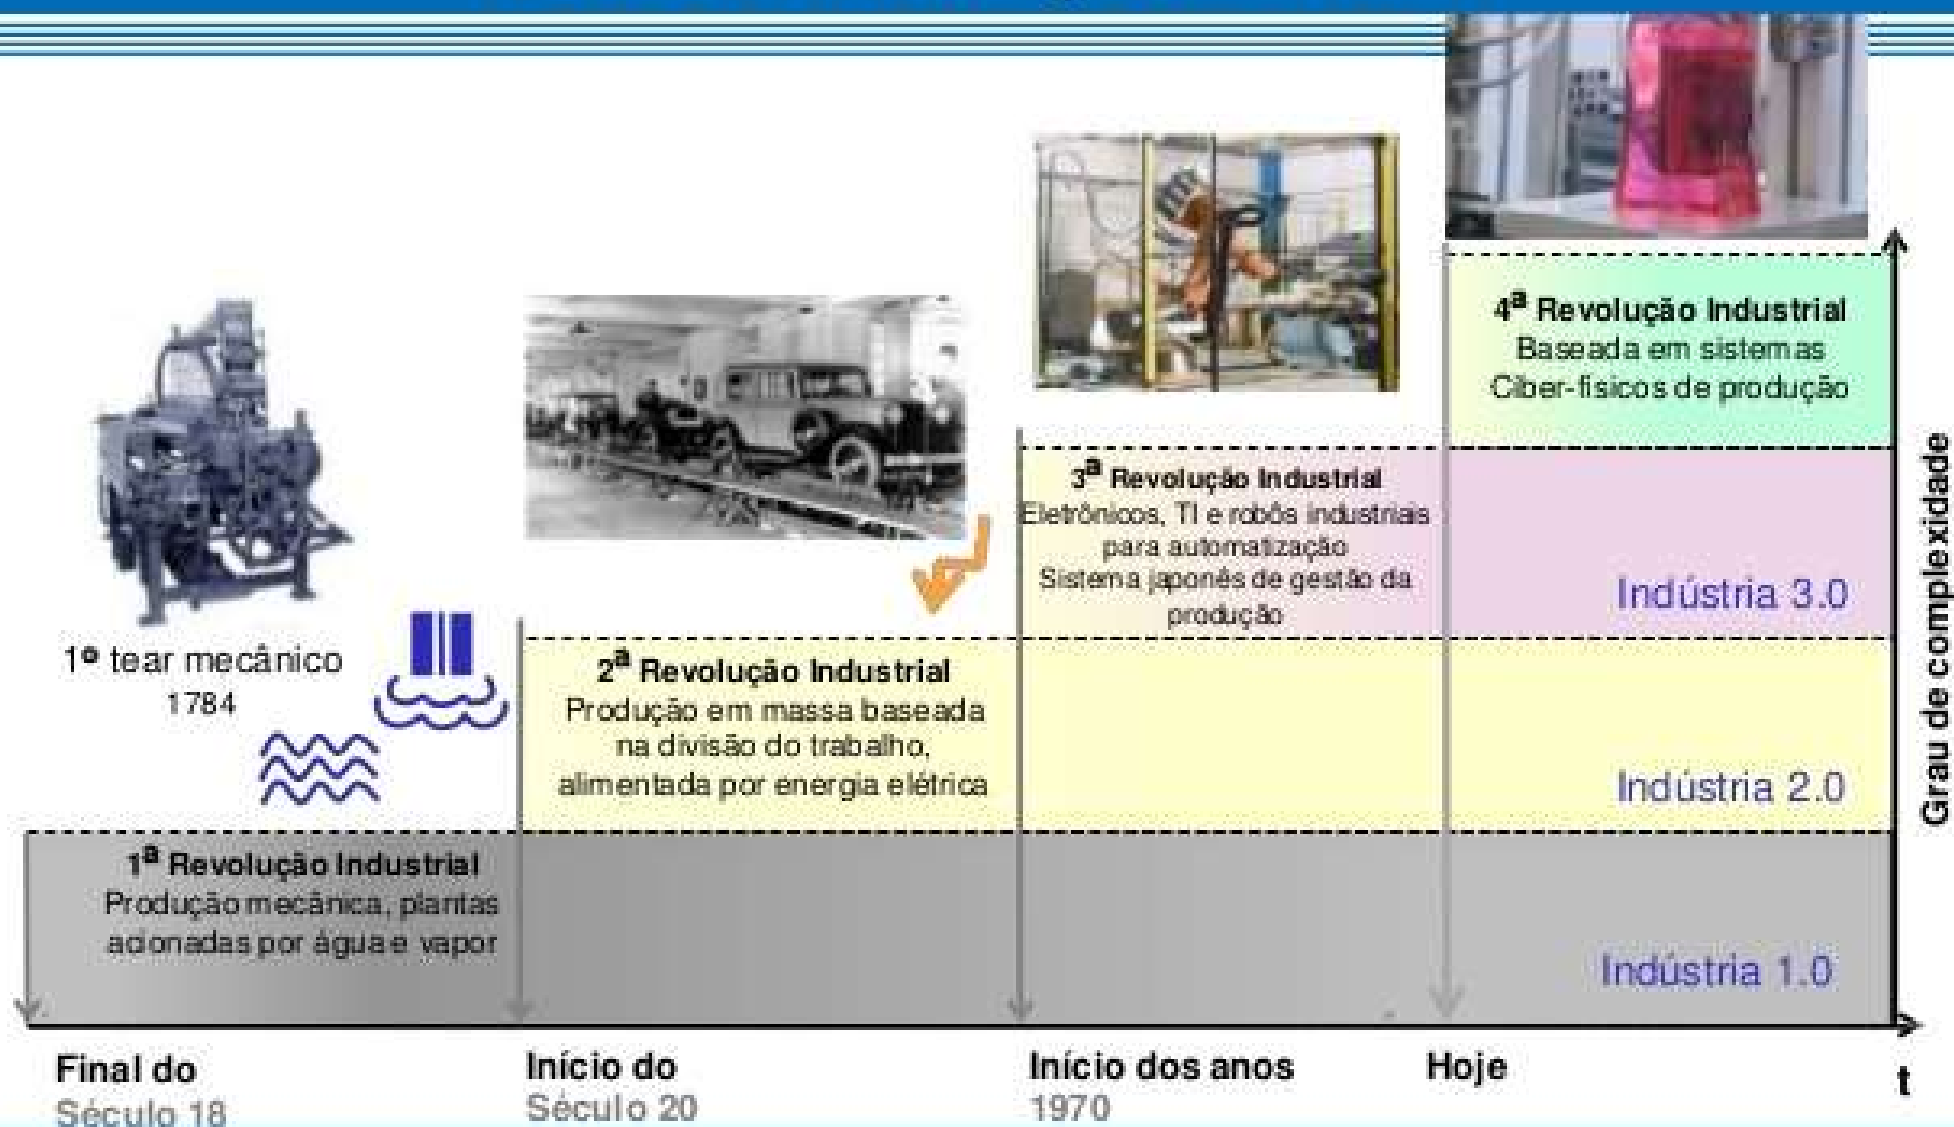 4ª Revolução Industrial
Baseada em sistemas
Ciber-físicos de produção
3ª Revolução Industrial
Eletrônicos, TI e robôs industriais
para automatização
Sistema japonês de gestão da
produção
Indústria 3.0
1º tear mecânico
1784
2ª Revolução Industrial
Produção em massa baseada
na divisão do trabalho,
alimentada por energia elétrica
Indústria 2.0
1ª Revolução Industrial
Produção mecânica, plantas
acionadas por água e vapor
Indústria 1.0
Grau de complexidade
Final do
Século 18
Início do
Século 20
Início dos anos
1970
Hoje
t